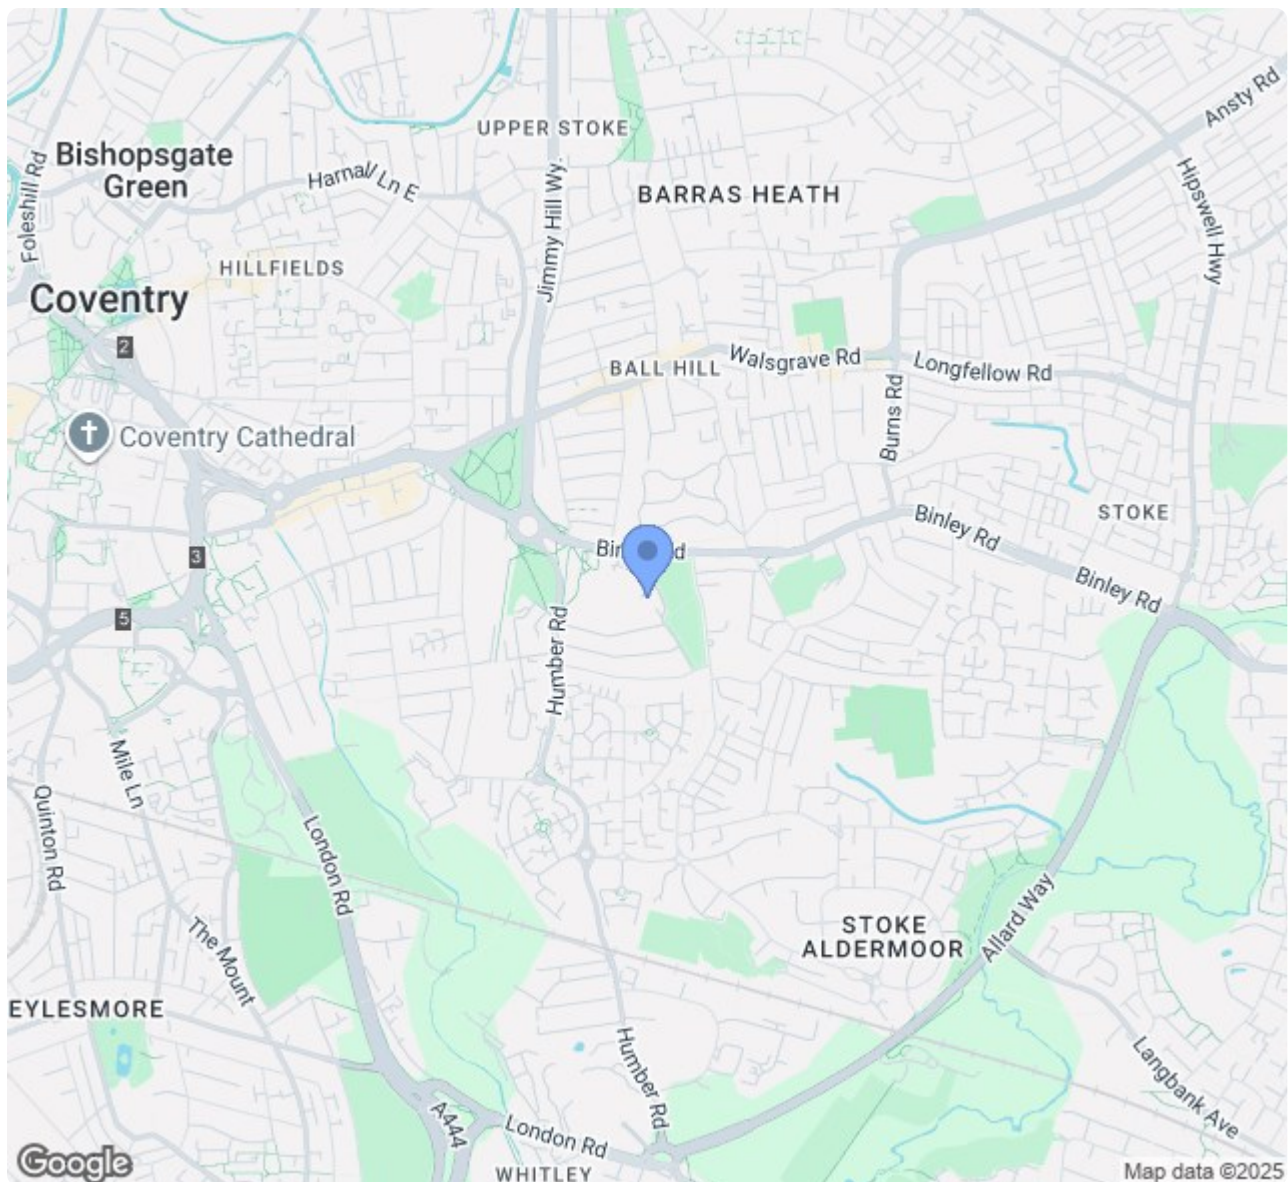 Ansty Rd
UPPER STOKE
Bishopsgate
Green
Harnall Ln E
Foleshill Rd
Jimmy Hill Wy.
BARRAS HEATH
Hipswell Hwy
HILLFIELDS
Coventry
2
BALL HILL
Walsgrave Rd
Longfellow Rd
Burns Rd
Coventry Cathedral
STOKE
Binley Rd
3
Binley Rd
5
Humber Rd
Mile Ln
Quinton Rd
London Rd
STOKE
ALDERMOOR
Allard Way
The Mount
EYLESMORE
Humber Rd
Langbank Ave
A444
London Rd
WHITLEY
Google
Map data ©2025